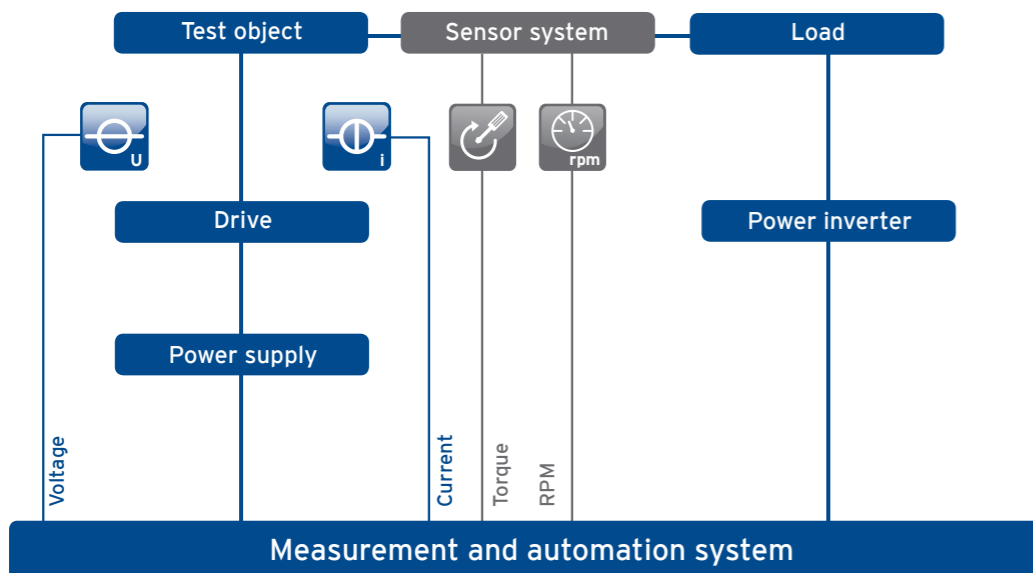 Test object
Sensor system
Load
U
i
rpm
Drive
Power inverter
Power supply
Voltage
Current
Torque
RPM
Measurement and automation system